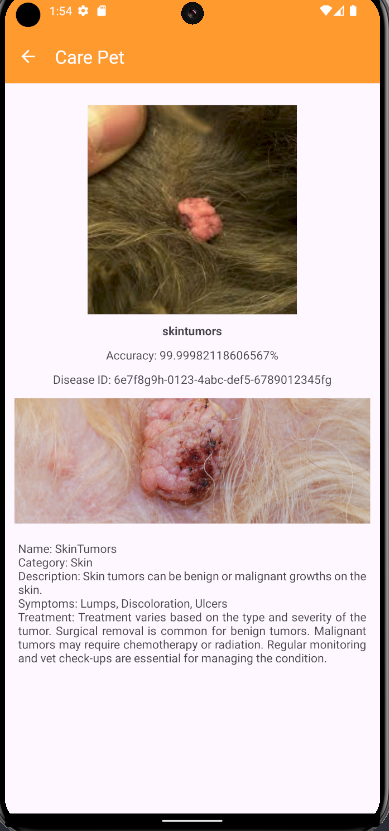 1:54
Care Pet
skintumors
Accuracy: 99.99982118606567%
Disease ID: 6e7f8g9h-0123-4abc-def5-6789012345fg
Name: SkinTumors
Category: Skin
Description: Skin tumors can be benign or malignant growths on the
skin.
Symptoms: Lumps, Discoloration, Ulcers
Treatment: Treatment varies based on the type and severity of the
tumor. Surgical removal is common for benign tumors. Malignant
tumors may require chemotherapy or radiation. Regular monitoring
and vet check-ups are essential for managing the condition.